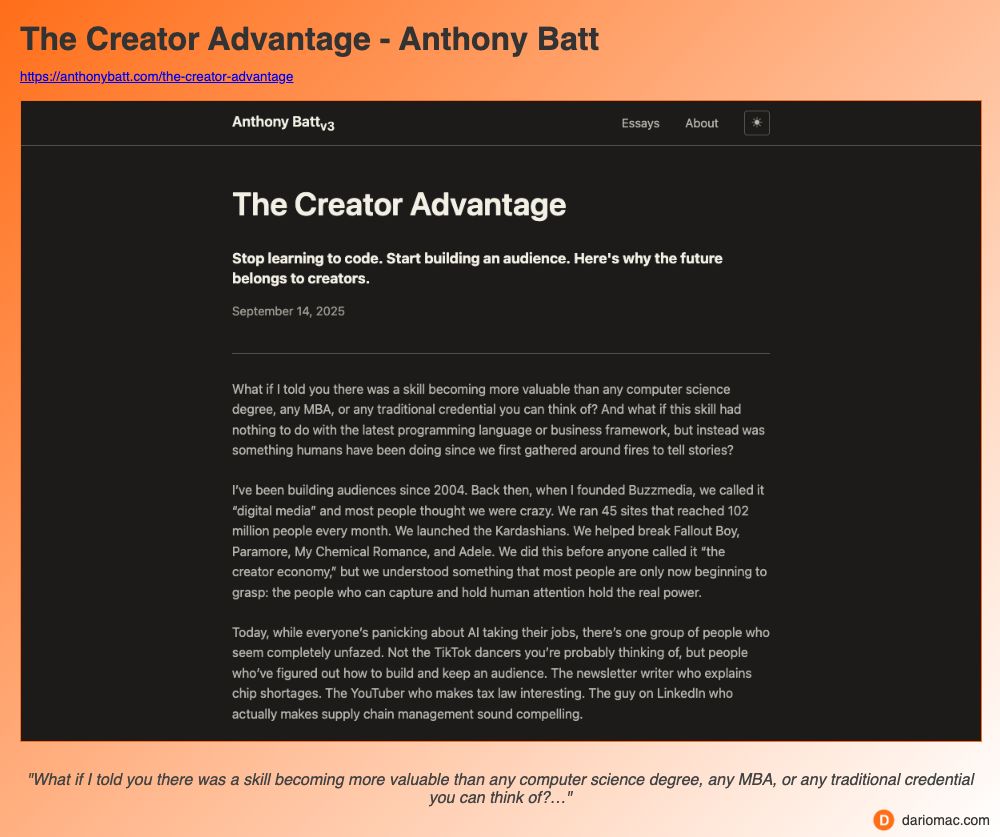 The Creator Advantage - Anthony Batt
https://anthonybatt.com/the-creator-advantage
Anthony Battv3
Essays About
The Creator Advantage
Stop learning to code. Start building an audience. Here's why the future
belongs to creators.
September 14, 2025
What if I told you there was a skill becoming more valuable than any computer science
degree, any MBA, or any traditional credential you can think of? And what if this skill had
nothing to do with the latest programming language or business framework, but instead was
something humans have been doing since we first gathered around fires to tell stories?
I’ve been building audiences since 2004. Back then, when I founded Buzzmedia, we called it
“digital media” and most people thought we were crazy. We ran 45 sites that reached 102
million people every month. We launched the Kardashians. We helped break Fallout Boy,
Paramore, My Chemical Romance, and Adele. We did this before anyone called it “the
creator economy,” but we understood something that most people are only now beginning to
grasp: the people who can capture and hold human attention hold the real power.
Today, while everyone’s panicking about AI taking their jobs, there’s one group of people who
seem completely unfazed. Not the TikTok dancers you’re probably thinking of, but people
who’ve figured out how to build and keep an audience. The newsletter writer who explains
chip shortages. The YouTuber who makes tax law interesting. The guy on LinkedIn who
actually makes supply chain management sound compelling.
"What if I told you there was a skill becoming more valuable than any computer science degree, any MBA, or any traditional credential
you can think of?…"
D dariomac.com